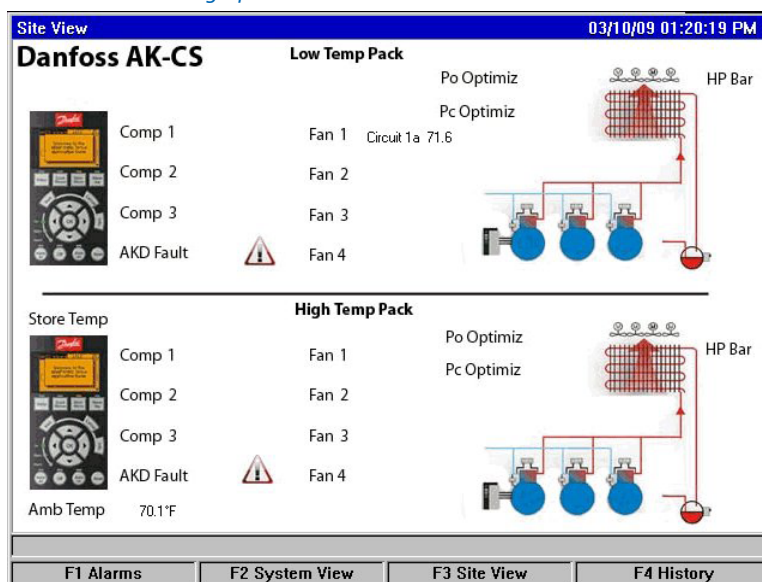 Site View 03/10/09 01:20:19 PM
Danfoss AK-CS
Low Temp Pack
Po Optimiz
HP Bar
Pc Optimiz
Comp 1
Fan 1 Circuit 1a 71.6
Comp 2
Fan 2
Comp 3
Fan 3
AKD Fault
Fan 4
High Temp Pack
Store Temp
Po Optimiz
HP Bar
Comp 1
Fan 1
Pc Optimiz
Comp 2
Fan 2
Comp 3
Fan 3
AKD Fault
Fan 4
Amb Temp 70.1°F
F1 Alarms F2 System View F3 Site View F4 History